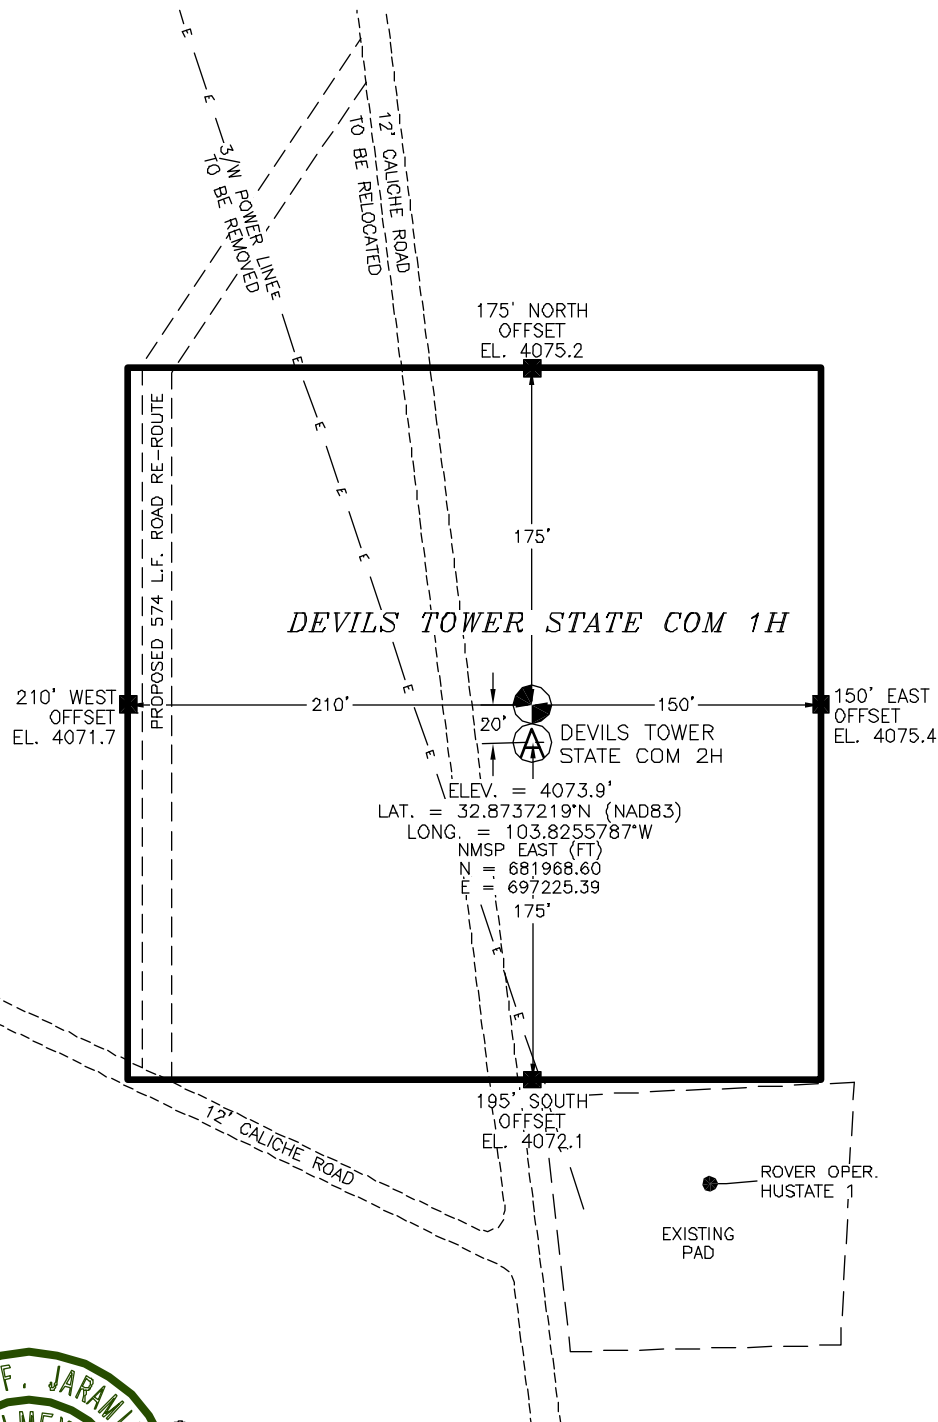 E
E
3/W POWER LINE
TO BE REMOVED
E
12' CALICHE ROAD
TO BE RELOCATED
175' NORTH
OFFSET
EL. 4075.2
E
E
E
E
E
PROPOSED 574 L.F. ROAD RE-ROUTE
175'
DEVILS TOWER STATE COM 1H
210' WEST
OFFSET
EL. 4071.7
210'
150'
150' EAST
OFFSET
EL. 4075.4
E
20'
A
DEVILS TOWER
STATE COM 2H
ELEV. = 4073.9'
LAT. = 32.8737219°N (NAD83)
LONG. = 103.8255787°W
NMSP EAST (FT)
N = 681968.60
E = 697225.39
175'
E
E
195' SOUTH
OFFSET
EL. 4072.1
12' CALICHE ROAD
ROVER OPER.
HUSTATE 1
EXISTING
PAD
F. JARAM